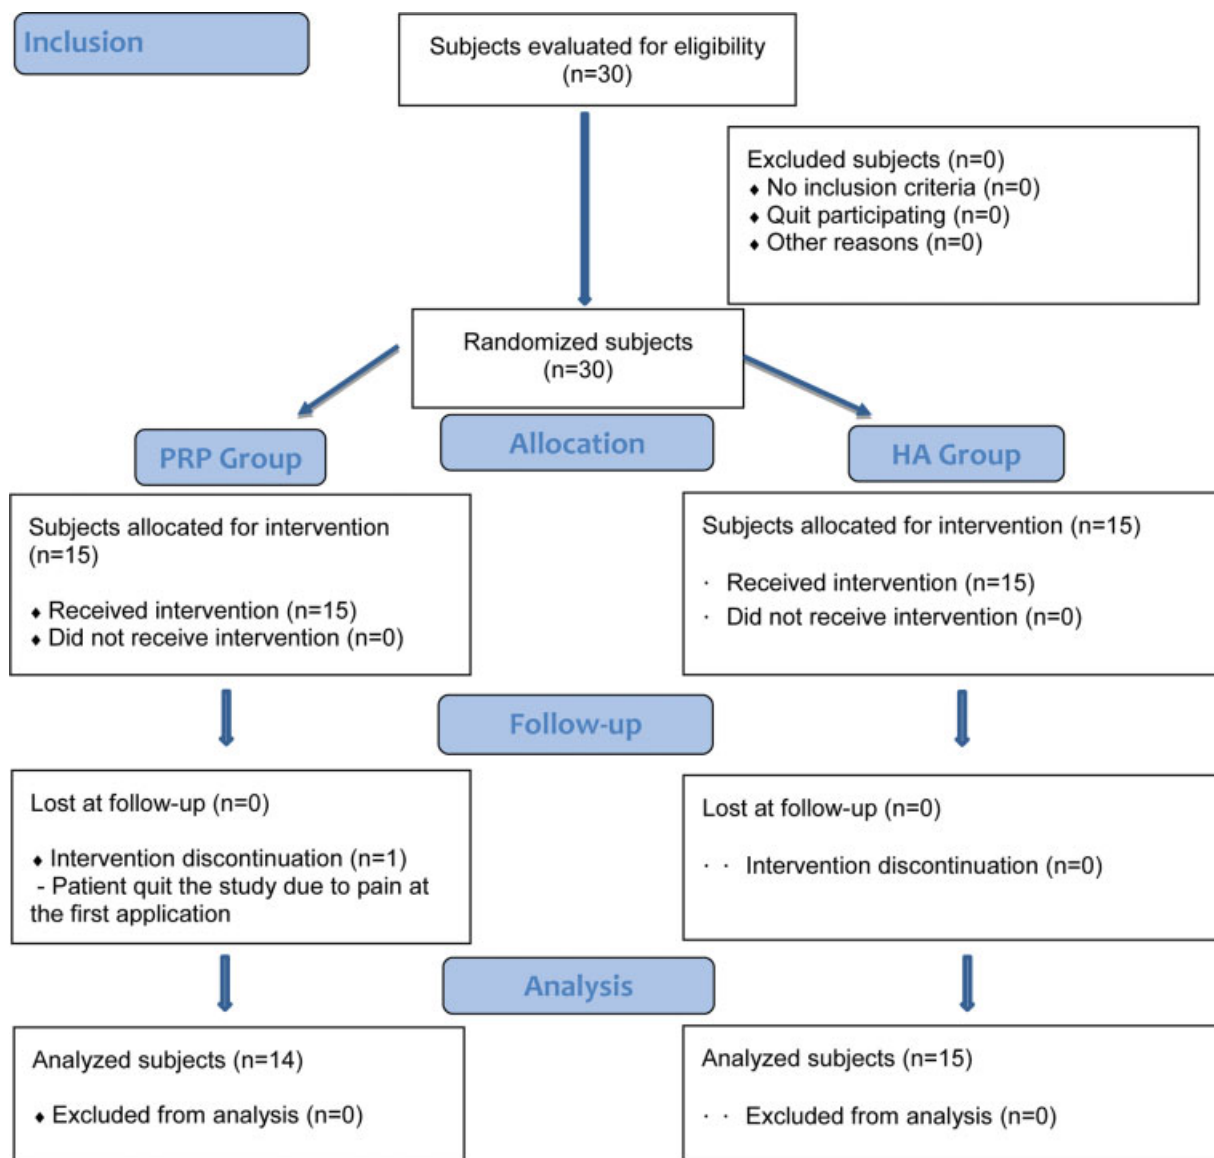 Inclusion
Subjects evaluated for eligibility
(n=30)
Excluded subjects (n=0)
♦ No inclusion criteria (n=0)
♦ Quit participating (n=0)
♦ Other reasons (n=0)
Randomized subjects
(n=30)
PRP Group
Allocation
HA Group
Subjects allocated for intervention
(n=15)
♦ Received intervention (n=15)
♦ Did not receive intervention (n=0)
Subjects allocated for intervention (n=15)
· Received intervention (n=15)
· Did not receive intervention (n=0)
Follow-up
Lost at follow-up (n=0)
♦ Intervention discontinuation (n=1)
- Patient quit the study due to pain at
the first application
Lost at follow-up (n=0)
· · Intervention discontinuation (n=0)
Analysis
Analyzed subjects (n=14)
♦ Excluded from analysis (n=0)
Analyzed subjects (n=15)
· · Excluded from analysis (n=0)